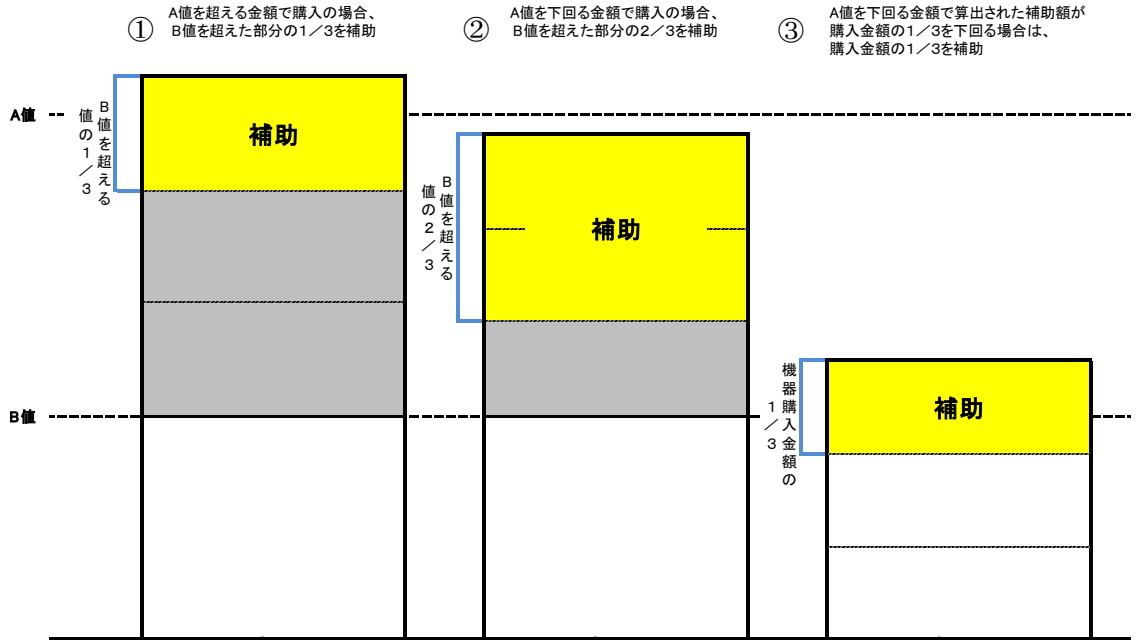 ①
A値を超える金額で購入の場合、
B値を超えた部分の1／3を補助
②
A値を下回る金額で購入の場合、
B値を超えた部分の2／3を補助
③
A値を下回る金額で算出された補助額が
購入金額の1／3を下回る場合は、
購入金額の1／3を補助
A値
B値を超える
値の1／3
補助
B値を超える
値の2／3
補助
B値
機器購入金額の
1／3
補助